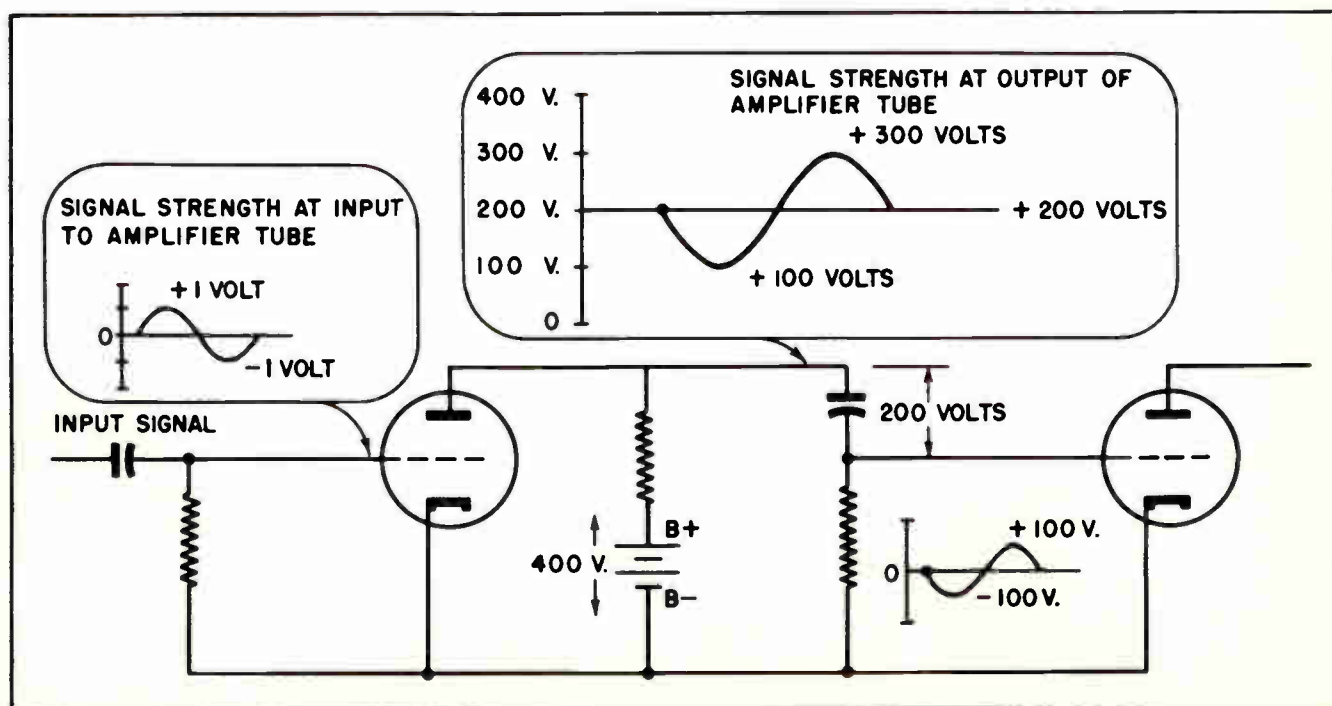 SIGNAL STRENGTH AT INPUT
TO AMPLIFIER TUBE
+1 VOLT
0
-1 VOLT
INPUT SIGNAL
SIGNAL STRENGTH AT OUTPUT OF
AMPLIFIER TUBE
400 V.
300 V.
200 V.
100 V.
0
+ 300 VOLTS
+ 200 VOLTS
+ 100 VOLTS
200 VOLTS
B+
400 V.
B-
+100 V.
0
-100 V.